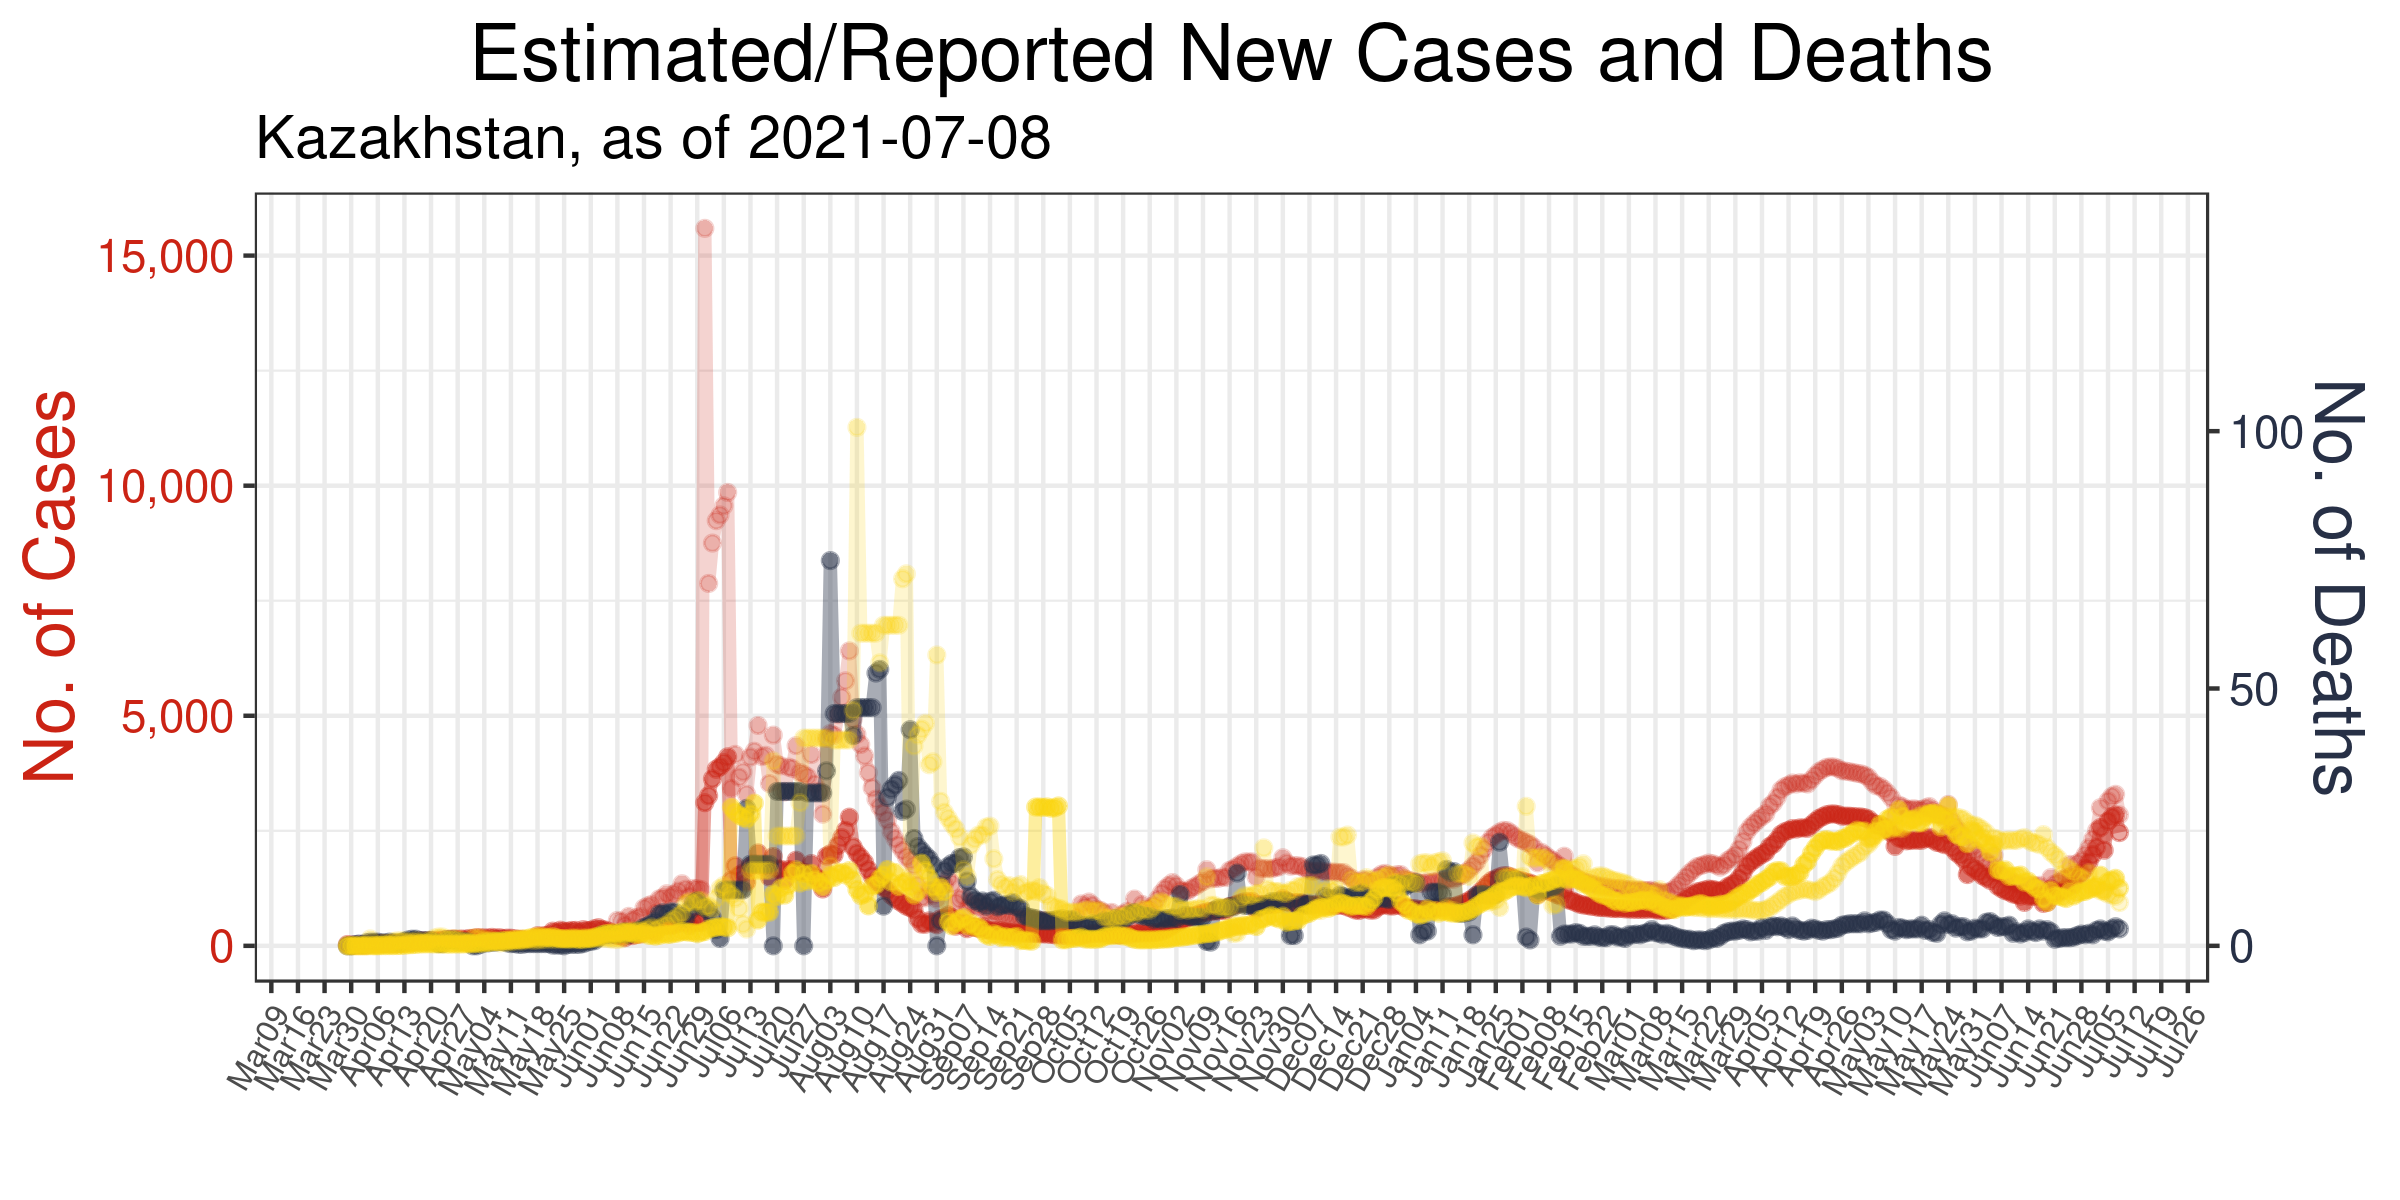 Estimated/Reported New Cases and Deaths
Kazakhstan, as of 2021-07-08
No. of Cases
15,000
10,000
5,000
0
100
50
0
No. of Deaths
Mar09 Mar16 Mar23 Mar30 Apr06 Apr13 Apr20 Apr27 May04 May11 May18 May25 Jun01 Jun08 Jun15 Jun22 Jun29 Jul06 Jul13 Jul20 Jul27 Aug03 Aug10 Aug17 Aug24 Aug31 Sep07 Sep14 Sep21 Sep28 Oct05 Oct12 Oct19 Oct26 Nov02 Nov09 Nov16 Nov23 Nov30 Dec07 Dec14 Dec21 Dec28 Jan04 Jan11 Jan18 Jan25 Feb01 Feb08 Feb15 Feb22 Mar01 Mar08 Mar15 Mar22 Mar29 Apr05 Apr12 Apr19 Apr26 May03 May10 May17 May24 May31 Jun07 Jun14 Jun21 Jun28 Jul05 Jul12 Jul19 Jul26